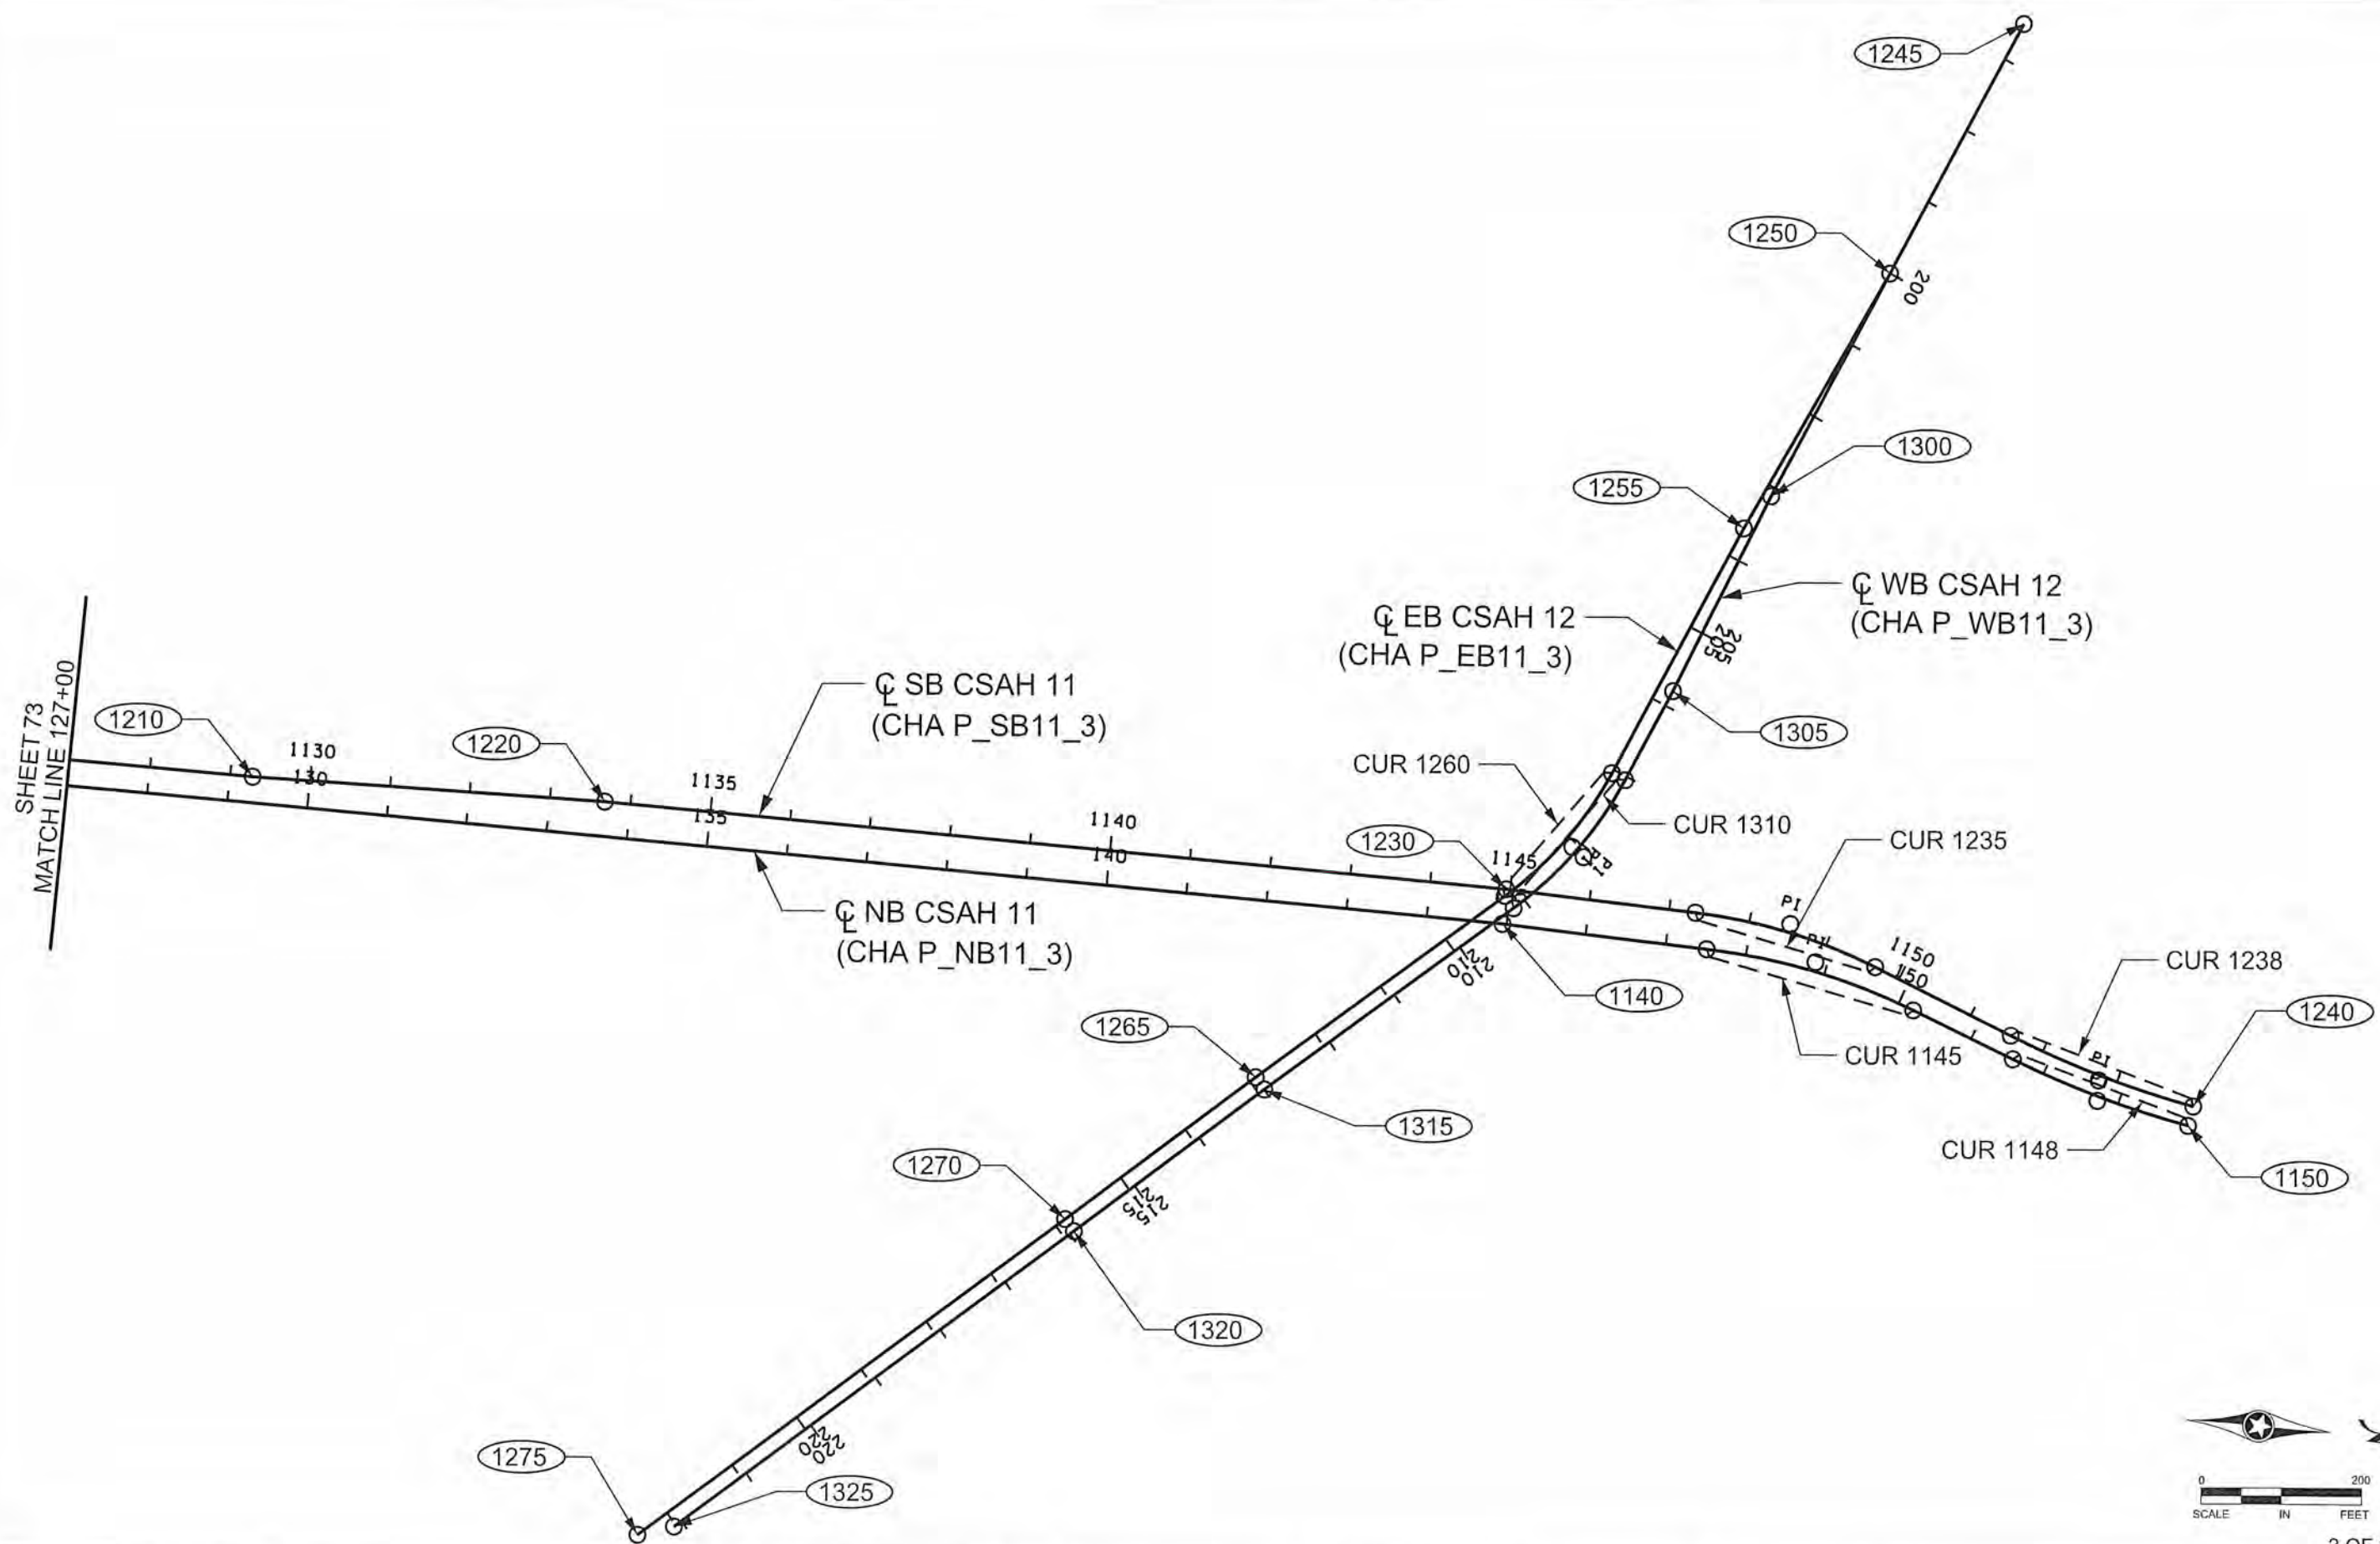 1245
1250
200
1300
1255
℄ WB CSAH 12
(CHA P_WB11_3)
℄ EB CSAH 12
(CHA P_EB11_3)
205
205
1305
SHEET 73
MATCH LINE 127+00
1210
1130
130
1220
℄ SB CSAH 11
(CHA P_SB11_3)
1135
135
℄ NB CSAH 11
(CHA P_NB11_3)
1140
140
CUR 1260
CUR 1310
1230
1145
PI
PI
CUR 1235
PI
PI
1150
150
CUR 1238
1240
PI
CUR 1145
CUR 1148
1150
210
210
1140
1265
1315
1270
215
215
1320
220
220
1275
1325
0 200
SCALE IN FEET